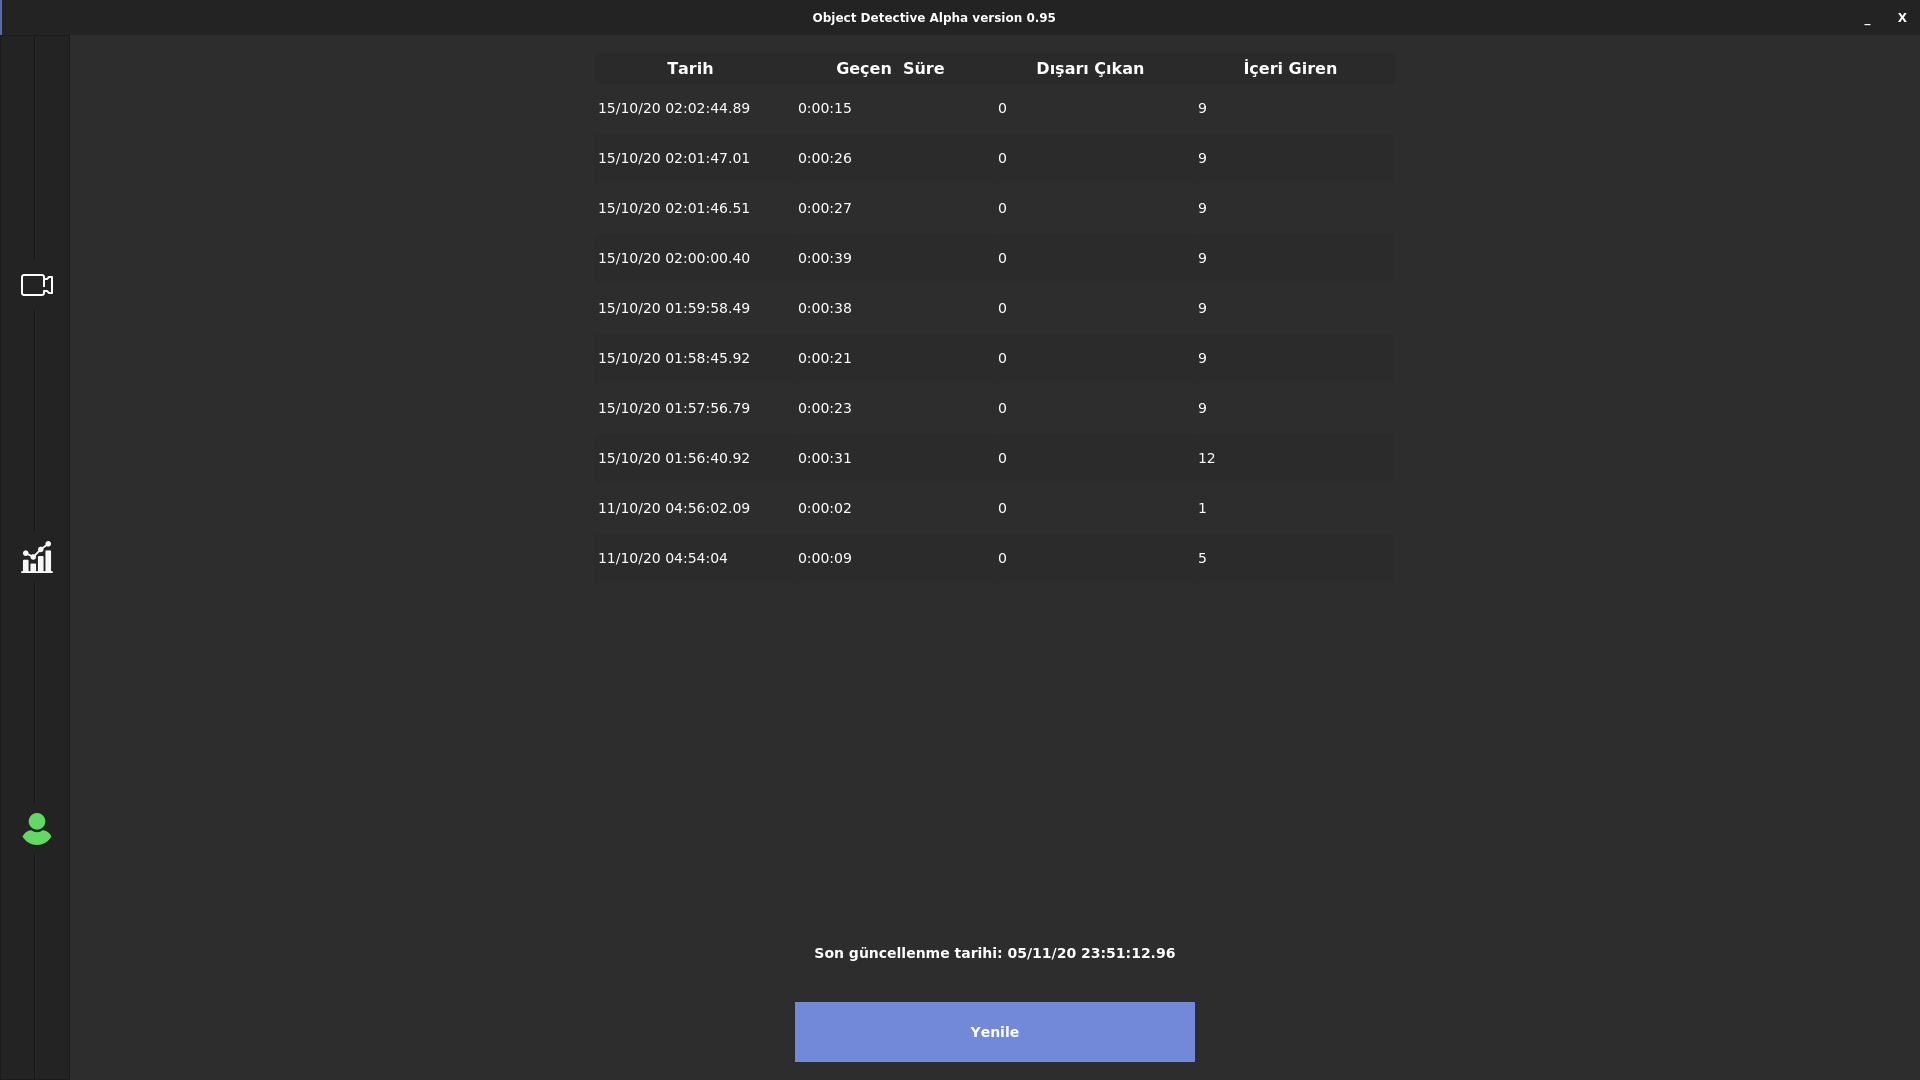 Object Detective Alpha version 0.95 _ X
Tarih Geçen  Süre Dışarı Çıkan İçeri Giren
15/10/20 02:02:44.89 0:00:15 0 9
15/10/20 02:01:47.01 0:00:26 0 9
15/10/20 02:01:46.51 0:00:27 0 9
15/10/20 02:00:00.40 0:00:39 0 9
15/10/20 01:59:58.49 0:00:38 0 9
15/10/20 01:58:45.92 0:00:21 0 9
15/10/20 01:57:56.79 0:00:23 0 9
15/10/20 01:56:40.92 0:00:31 0 12
11/10/20 04:56:02.09 0:00:02 0 1
11/10/20 04:54:04 0:00:09 0 5
Son güncellenme tarihi: 05/11/20 23:51:12.96
Yenile